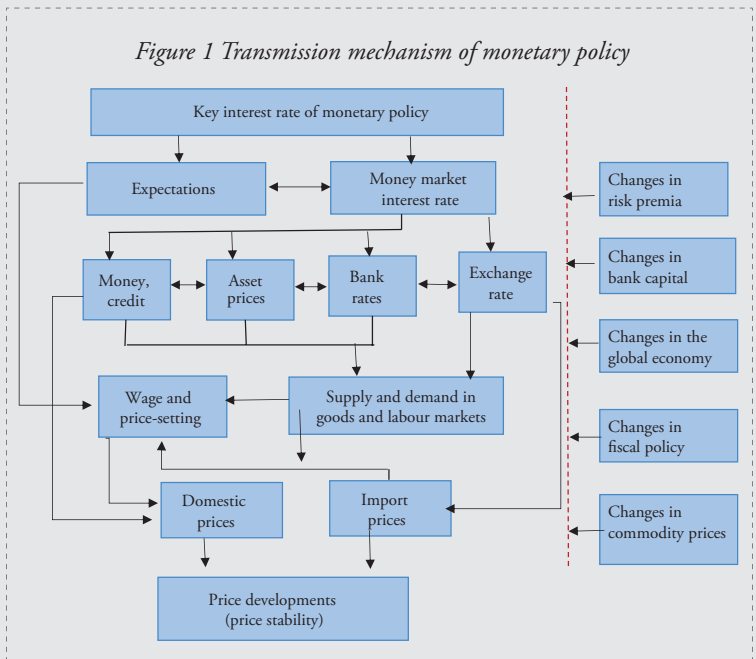 Figure 1 Transmission mechanism of monetary policy
Key interest rate of monetary policy
Expectations
Money market
interest rate
Changes in
risk premia
Money,
credit
Asset
prices
Bank
rates
Exchange
rate
Changes in
bank capital
Changes in the
global economy
Wage and
price-setting
Supply and demand in
goods and labour markets
Changes in
fiscal policy
Domestic
prices
Import
prices
Changes in
commodity prices
Price developments
(price stability)